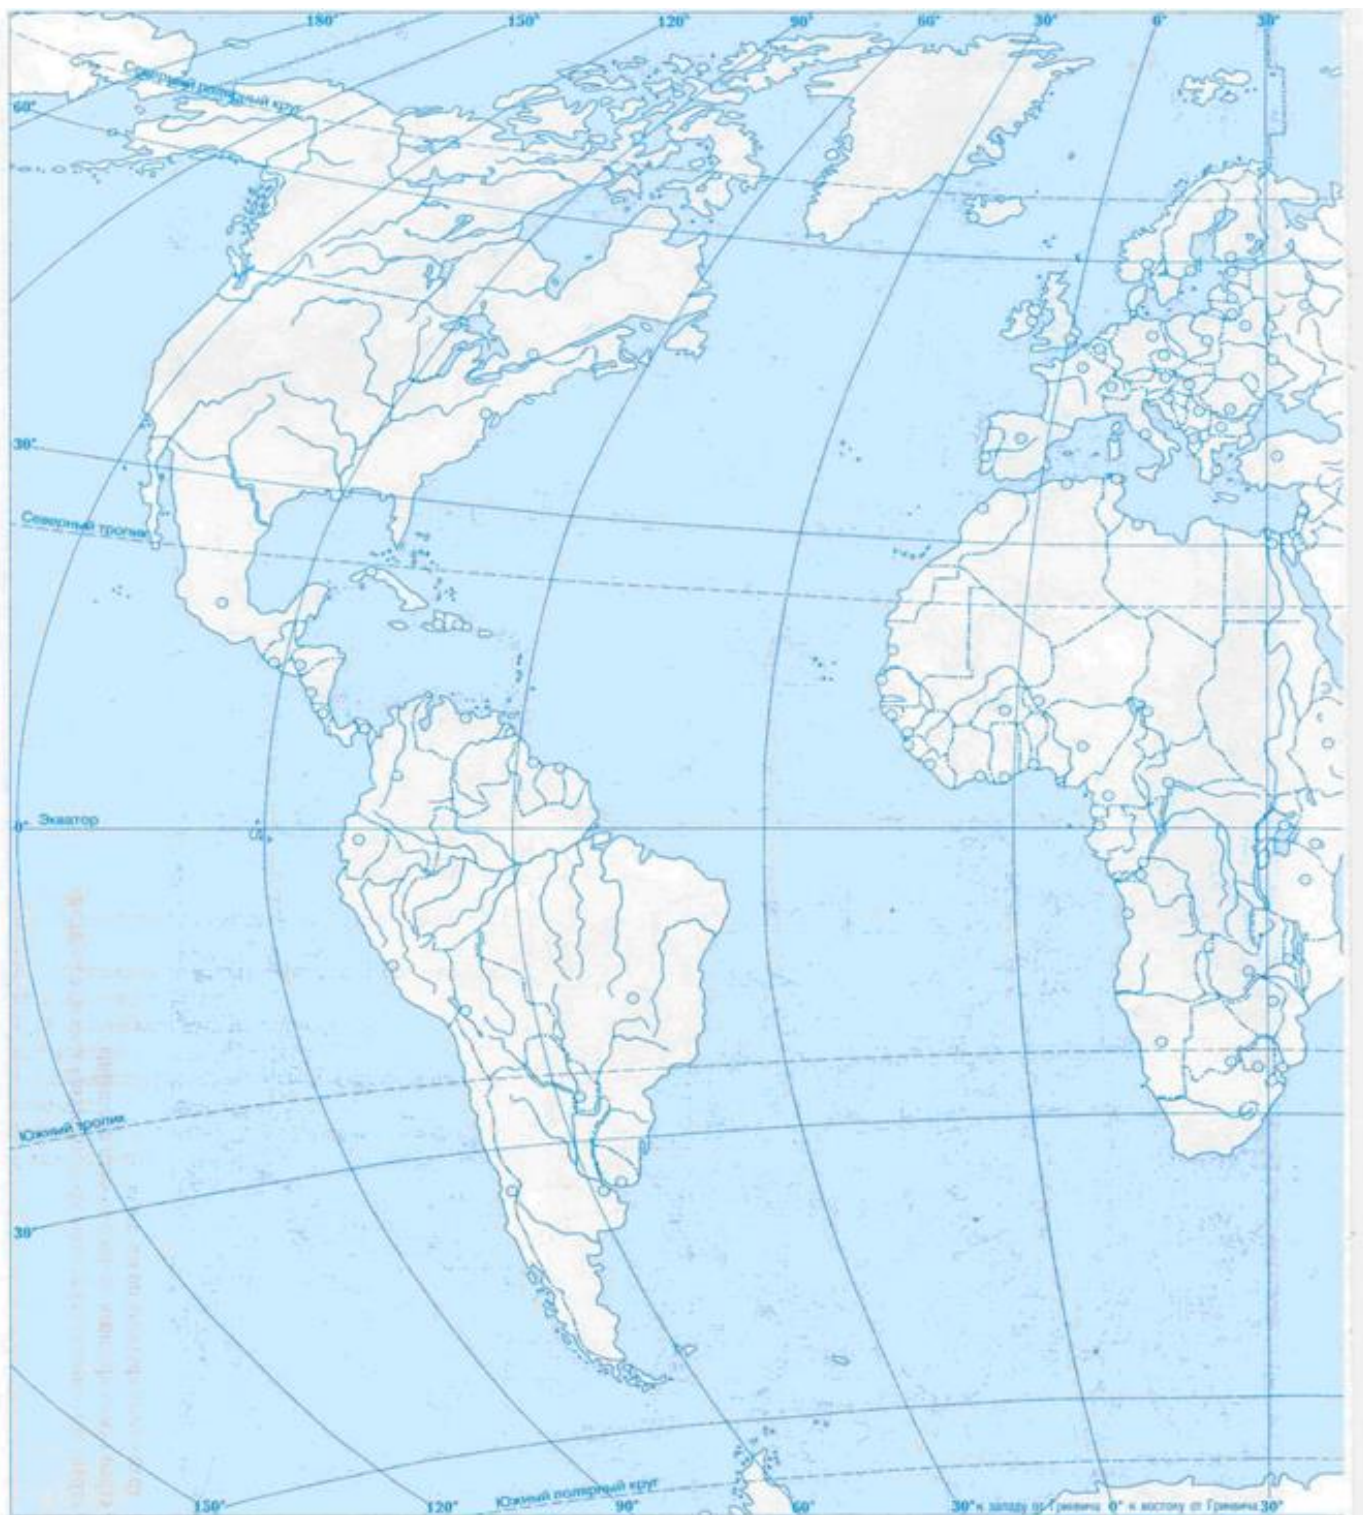 180° 150° 120° 90° 60° 30° 0° 30°
Северный полярный круг
60°
30°
Северный тропик
0° Экватор
Южный тропик
30°
Южный полярный круг
150° 120° 90° 60° 30° к западу от Гринвича 0° к востоку от Гринвича 30°